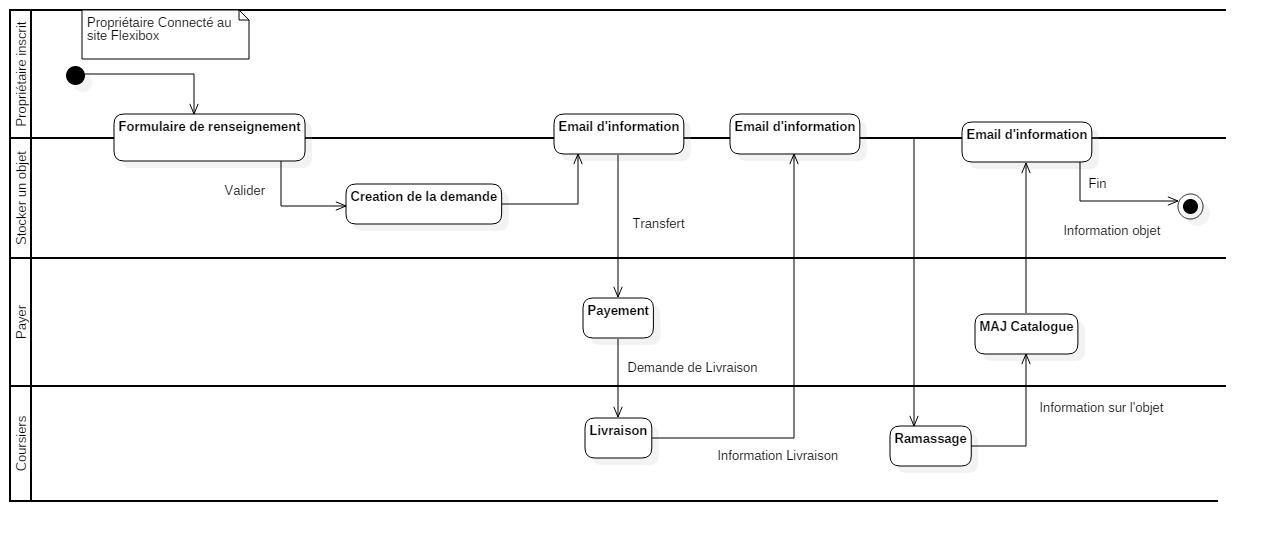 Propriétaire inscrit
Propriétaire Connecté au
site Flexibox
Formulaire de renseignement
Email d'information
Email d'information
Email d'information
Stocker un objet
Valider
Creation de la demande
Transfert
Fin
Information objet
Payer
Payement
MAJ Catalogue
Demande de Livraison
Coursiers
Livraison
Information Livraison
Ramassage
Information sur l'objet